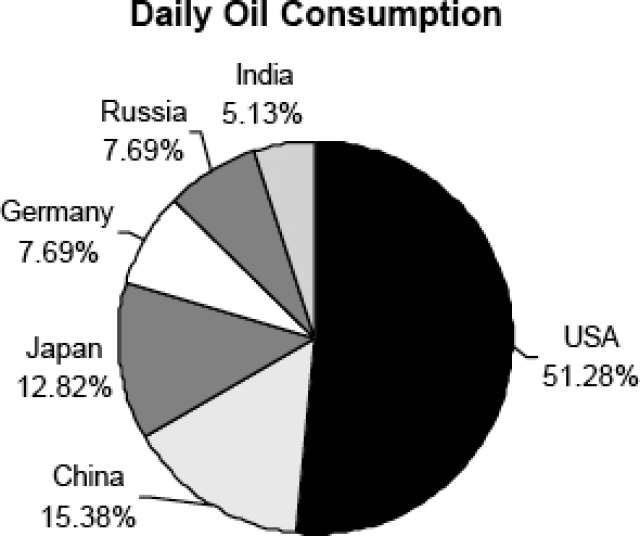 Daily Oil Consumption
India
5.13%
Russia
7.69%
Germany
7.69%
Japan
12.82%
China
15.38%
USA
51.28%